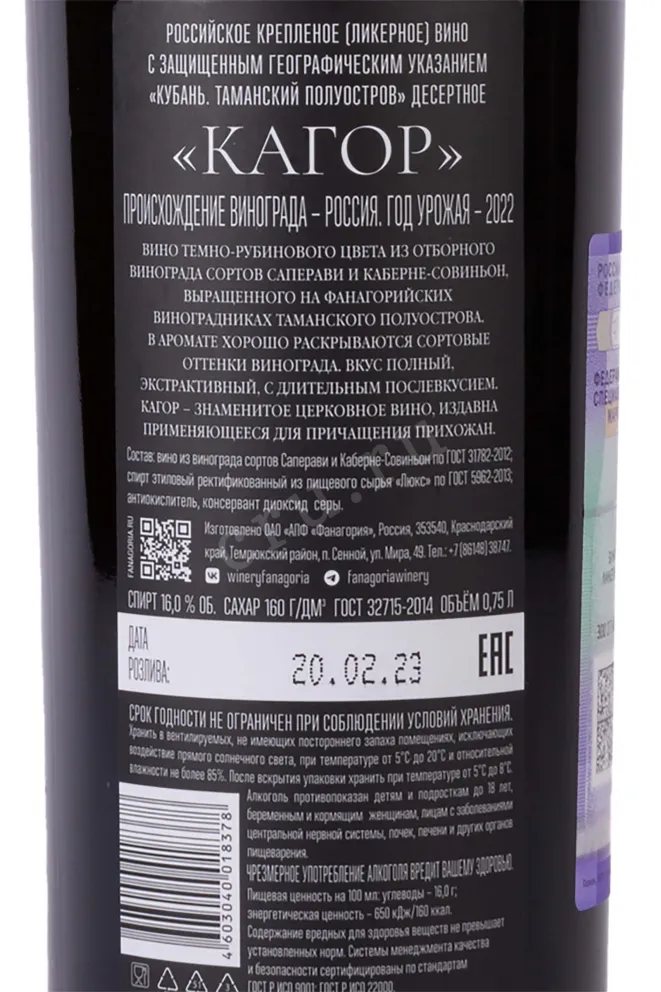 РОССИЙСКОЕ КРЕПЛЕНОЕ (ЛИКЕРНОЕ) ВИНО
С ЗАЩИЩЕННЫМ ГЕОГРАФИЧЕСКИМ УКАЗАНИЕМ
«КУБАНЬ. ТАМАНСКИЙ ПОЛУОСТРОВ» ДЕСЕРТНОЕ
«КАГОР»
ПРОИСХОЖДЕНИЕ ВИНОГРАДА – РОССИЯ. ГОД УРОЖАЯ – 2022
ВИНО ТЕМНО-РУБИНОВОГО ЦВЕТА ИЗ ОТБОРНОГО
ВИНОГРАДА СОРТОВ САПЕРАВИ И КАБЕРНЕ-СОВИНЬОН,
ВЫРАЩЕННОГО НА ФАНАГОРИЙСКИХ
ВИНОГРАДНИКАХ ТАМАНСКОГО ПОЛУОСТРОВА.
В АРОМАТЕ ХОРОШО РАСКРЫВАЮТСЯ СОРТОВЫЕ
ОТТЕНКИ ВИНОГРАДА. ВКУС ПОЛНЫЙ,
ЭКСТРАКТИВНЫЙ, С ДЛИТЕЛЬНЫМ ПОСЛЕВКУСИЕМ.
КАГОР – ЗНАМЕНИТОЕ ЦЕРКОВНОЕ ВИНО, ИЗДАВНА
ПРИМЕНЯЮЩЕЕСЯ ДЛЯ ПРИЧАЩЕНИЯ ПРИХОЖАН.
Состав: вино из винограда сортов Саперави и Каберне-Совиньон по ГОСТ 31782-2012;
спирт этиловый ректификованный из пищевого сырья «Люкс» по ГОСТ 5962-2013;
антиокислитель, консервант диоксид серы.
FANAGORIA.RU
Изготовлено ОАО «АПФ «Фанагория», Россия, 353540, Краснодарский
край, Темрюкский район, п. Сенной, ул. Мира, 49. Тел.: +7 (86148) 38747.
wineryfanagoria fanagoriawinery
СПИРТ 16,0 % ОБ. САХАР 160 Г/ДМ³ ГОСТ 32715-2014 ОБЪЁМ 0,75 Л
ДАТА
РОЗЛИВА:
20.02.23
EAC
СРОК ГОДНОСТИ НЕ ОГРАНИЧЕН ПРИ СОБЛЮДЕНИИ УСЛОВИЙ ХРАНЕНИЯ.
Хранить в вентилируемых, не имеющих постороннего запаха помещениях, исключающих
воздействие прямого солнечного света, при температуре от 5°С до 20°С и относительной
влажности не более 85%. После вскрытия упаковки хранить при температуре от 5°С до 8°С.
Алкоголь противопоказан детям и подросткам до 18 лет,
беременным и кормящим женщинам, лицам с заболеваниями
центральной нервной системы, почек, печени и других органов
пищеварения.
ЧРЕЗМЕРНОЕ УПОТРЕБЛЕНИЕ АЛКОГОЛЯ ВРЕДИТ ВАШЕМУ ЗДОРОВЬЮ.
Пищевая ценность на 100 мл: углеводы – 16,0 г;
энергетическая ценность – 650 кДж/160 ккал.
Содержание вредных для здоровья веществ не превышает
установленных норм. Системы менеджмента качества
и безопасности сертифицированы по стандартам
ГОСТ Р ИСО 9001; ГОСТ Р ИСО 22000.
4603040018378
cru.ru